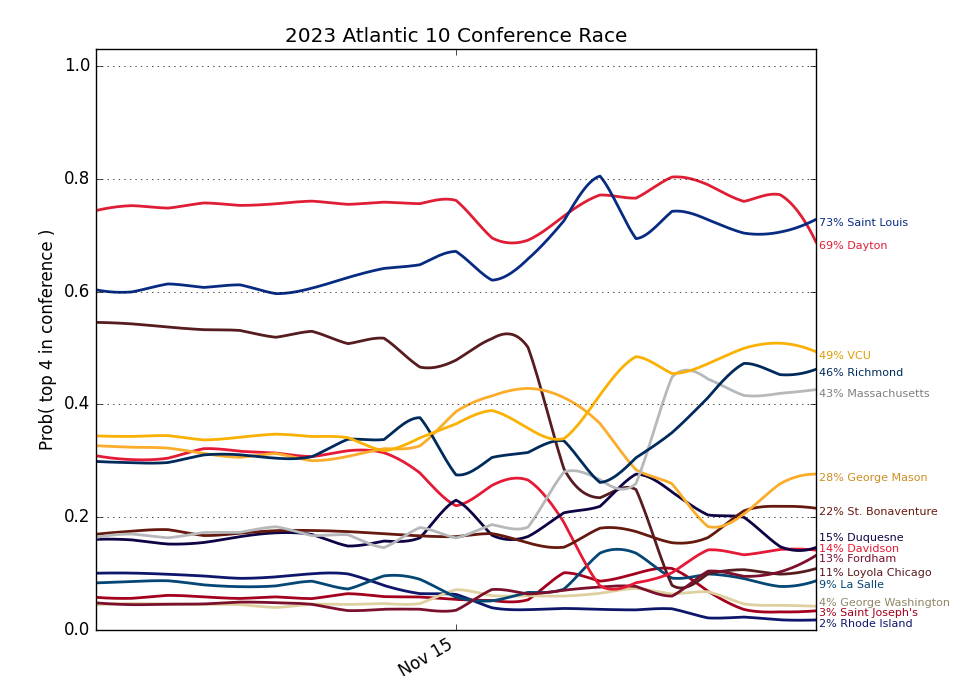 2023 Atlantic 10 Conference Race
Prob( top 4 in conference )
1.0
0.8
0.6
0.4
0.2
0.0
Nov 15
73% Saint Louis
69% Dayton
49% VCU
46% Richmond
43% Massachusetts
28% George Mason
22% St. Bonaventure
15% Duquesne
14% Davidson
13% Fordham
11% Loyola Chicago
9% La Salle
4% George Washington
3% Saint Joseph's
2% Rhode Island